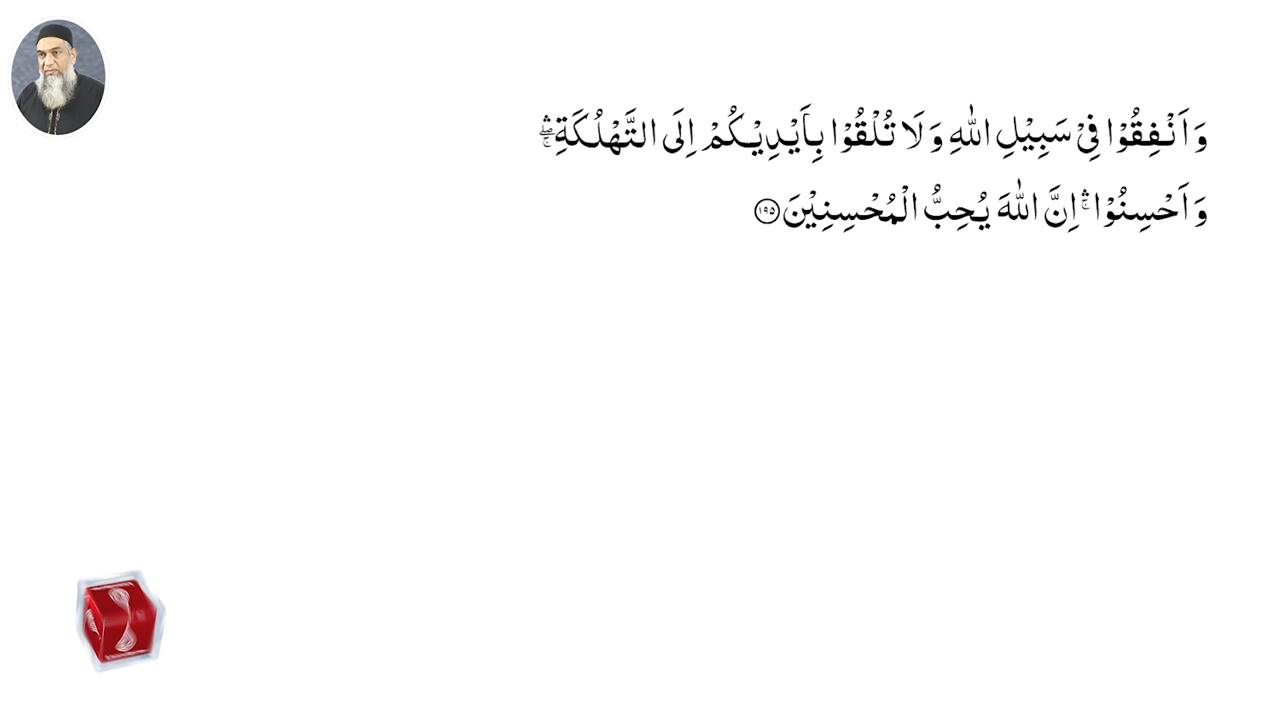 وَ اَنْفِقُوْا فِیْ سَبِیْلِ اللّٰهِ وَ لَا تُلْقُوْا بِاَیْدِیْكُمْ اِلَى التَّهْلُكَةِ ۛۖۚ
وَ اَحْسِنُوْا ۛۚ اِنَّ اللّٰهَ یُحِبُّ الْمُحْسِنِیْنَ ۝۱۹۵